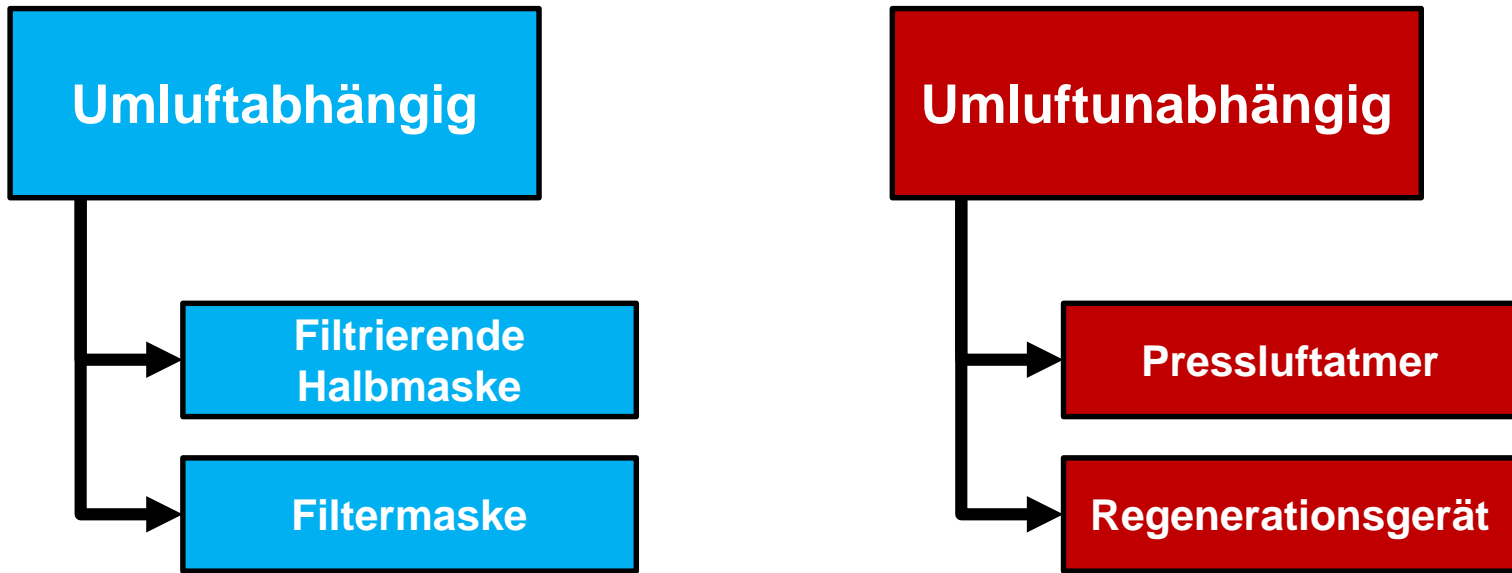 Umluftabhängig
Umluftunabhängig
Filtrierende
Halbmaske
Pressluftatmer
Filtermaske
Regenerationsgerät